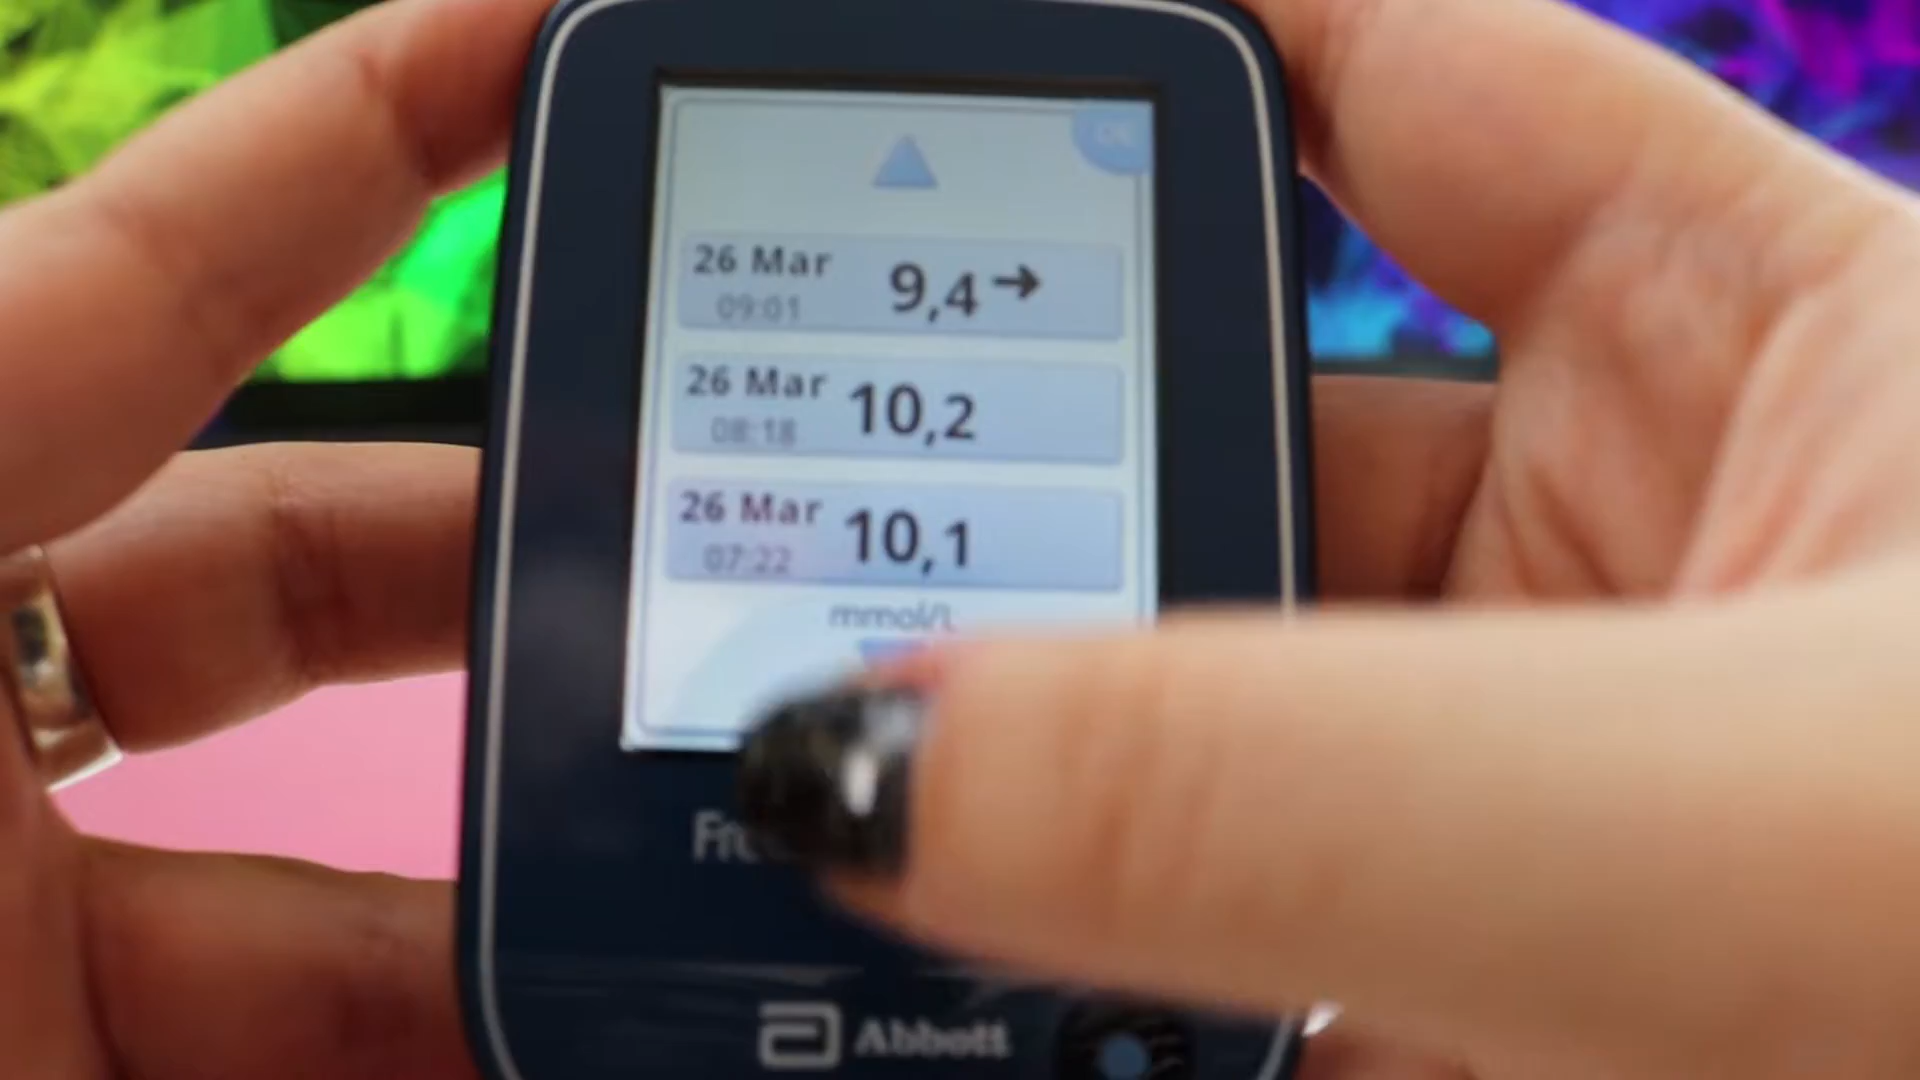 OK
26 Mar 9,4 →
09:01
26 Mar 10,2
08:18
26 Mar 10,1
07:22
mmol/L
Abbott